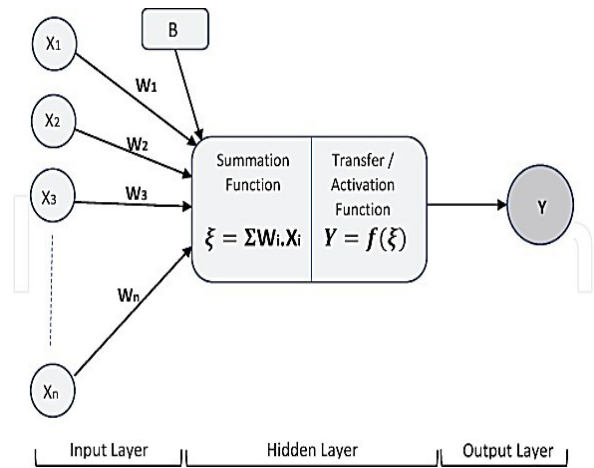 X1
B
W1
X2
W2
X3
W3
Summation
Function
ξ = ΣWi.Xi
Transfer /
Activation
Function
Y = f(ξ)
Y
Wn
Xn
Input Layer
Hidden Layer
Output Layer